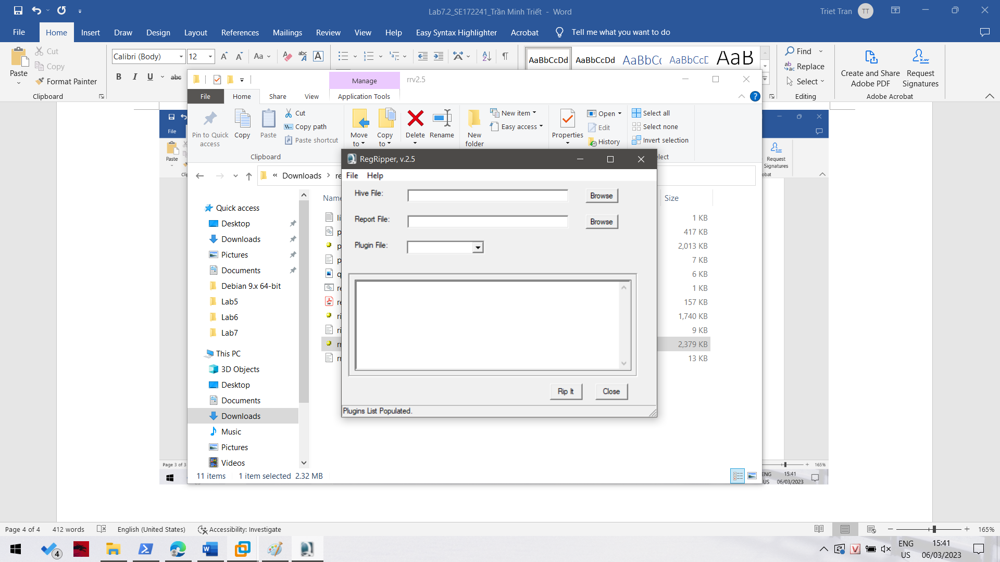 Lab7.2_SE172241_Trần Minh Triết - Word
Triet Tran TT
File Home Insert Draw Design Layout References Mailings Review View Help Easy Syntax Highlighter Acrobat Tell me what you want to do
Paste
Cut
Copy
Format Painter
Clipboard
Calibri (Body) 12
AaBbCcDd AaBbCcDd AaBbC AaBbCcD AaB
Find
Replace
Select
Editing
Create and Share Adobe PDF
Request Signatures
Adobe Acrobat
Manage
rrv2.5
File Home Share View Application Tools
Pin to Quick access
Copy
Paste
Cut
Copy path
Paste shortcut
Clipboard
Move to
Copy to
Delete
Rename
New folder
New item
Easy access
Properties
Open
Edit
History
Select all
Select none
Invert selection
Downloads
File
Paste
Request Signatures
Quick access
Desktop
Downloads
Pictures
Documents
Debian 9.x 64-bit
Lab5
Lab6
Lab7
This PC
3D Objects
Desktop
Documents
Downloads
Music
Pictures
Videos
Size
1 KB
417 KB
2,013 KB
7 KB
6 KB
1 KB
157 KB
1,740 KB
9 KB
2,379 KB
13 KB
11 items 1 item selected 2.32 MB
RegRipper, v.2.5
File Help
Hive File: Browse
Report File: Browse
Plugin File:
Rip It Close
Plugins List Populated.
Page 3 of 3
165%
ENG
US
15:41
06/03/2023
Page 4 of 4 412 words English (United States) Accessibility: Investigate 165%
4
ENG
US
15:41
06/03/2023